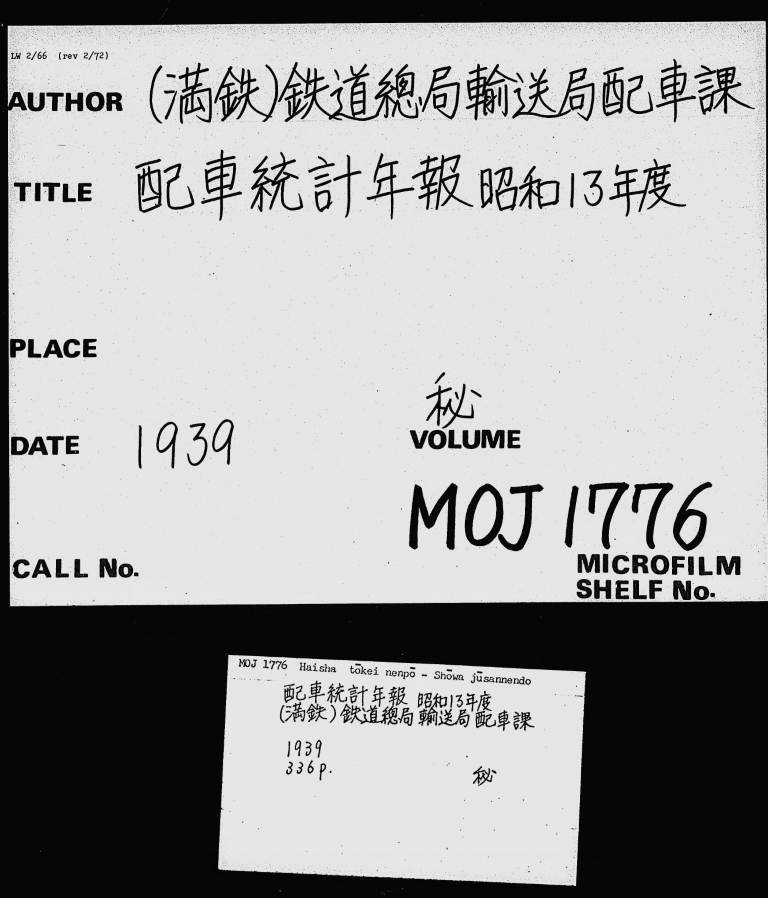 LW 2/66 (rev 2/72)
AUTHOR (満鉄)鉄道總局輸送局配車課
TITLE 配車統計年報 昭和13年度
PLACE
秘
DATE 1939 VOLUME
MOJ 1776
CALL No. MICROFILM
SHELF No.
MOJ 1776 Haisha tōkei nenpō - Shōwa jūsannendo
配車統計年報 昭和13年度
(満鉄)鉄道總局輸送局配車課
1939
336p. 秘